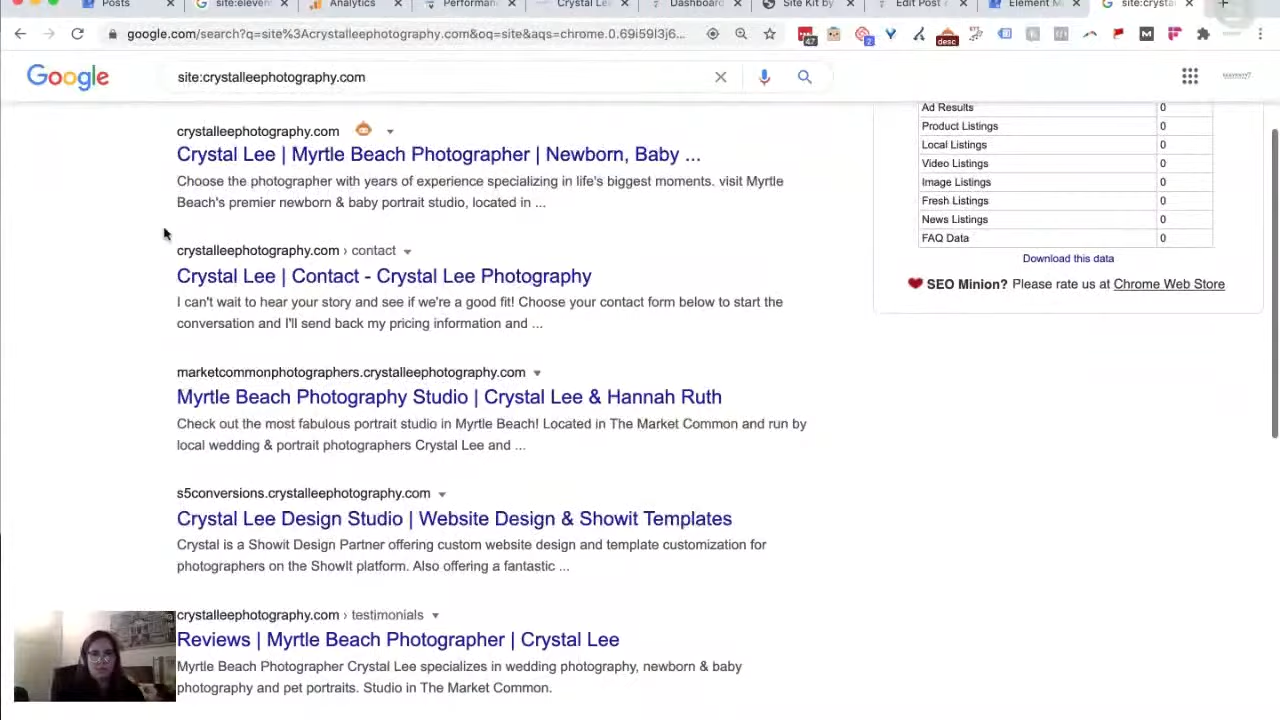 Posts
site:eleven
Analytics
Performan
Crystal Lee
Dashboard
Site Kit by
Edit Post
Element M
site:crysta
google.com/search?q=site%3Acrystalleephotography.com&oq=site&aqs=chrome.0.69i59l3j6...
47
2
desc
M
Google
site:crystalleephotography.com
crystalleephotography.com
Crystal Lee | Myrtle Beach Photographer | Newborn, Baby ...
Choose the photographer with years of experience specializing in life's biggest moments. visit Myrtle
Beach's premier newborn & baby portrait studio, located in ...
crystalleephotography.com › contact
Crystal Lee | Contact - Crystal Lee Photography
I can't wait to hear your story and see if we're a good fit! Choose your contact form below to start the
conversation and I'll send back my pricing information and ...
marketcommonphotographers.crystalleephotography.com
Myrtle Beach Photography Studio | Crystal Lee & Hannah Ruth
Check out the most fabulous portrait studio in Myrtle Beach! Located in The Market Common and run by
local wedding & portrait photographers Crystal Lee and ...
s5conversions.crystalleephotography.com
Crystal Lee Design Studio | Website Design & Showit Templates
Crystal is a Showit Design Partner offering custom website design and template customization for
photographers on the ShowIt platform. Also offering a fantastic ...
crystalleephotography.com › testimonials
Reviews | Myrtle Beach Photographer | Crystal Lee
Myrtle Beach Photographer Crystal Lee specializes in wedding photography, newborn & baby
photography and pet portraits. Studio in The Market Common.
Ad Results 0
Product Listings 0
Local Listings 0
Video Listings 0
Image Listings 0
Fresh Listings 0
News Listings 0
FAQ Data 0
Download this data
SEO Minion? Please rate us at Chrome Web Store